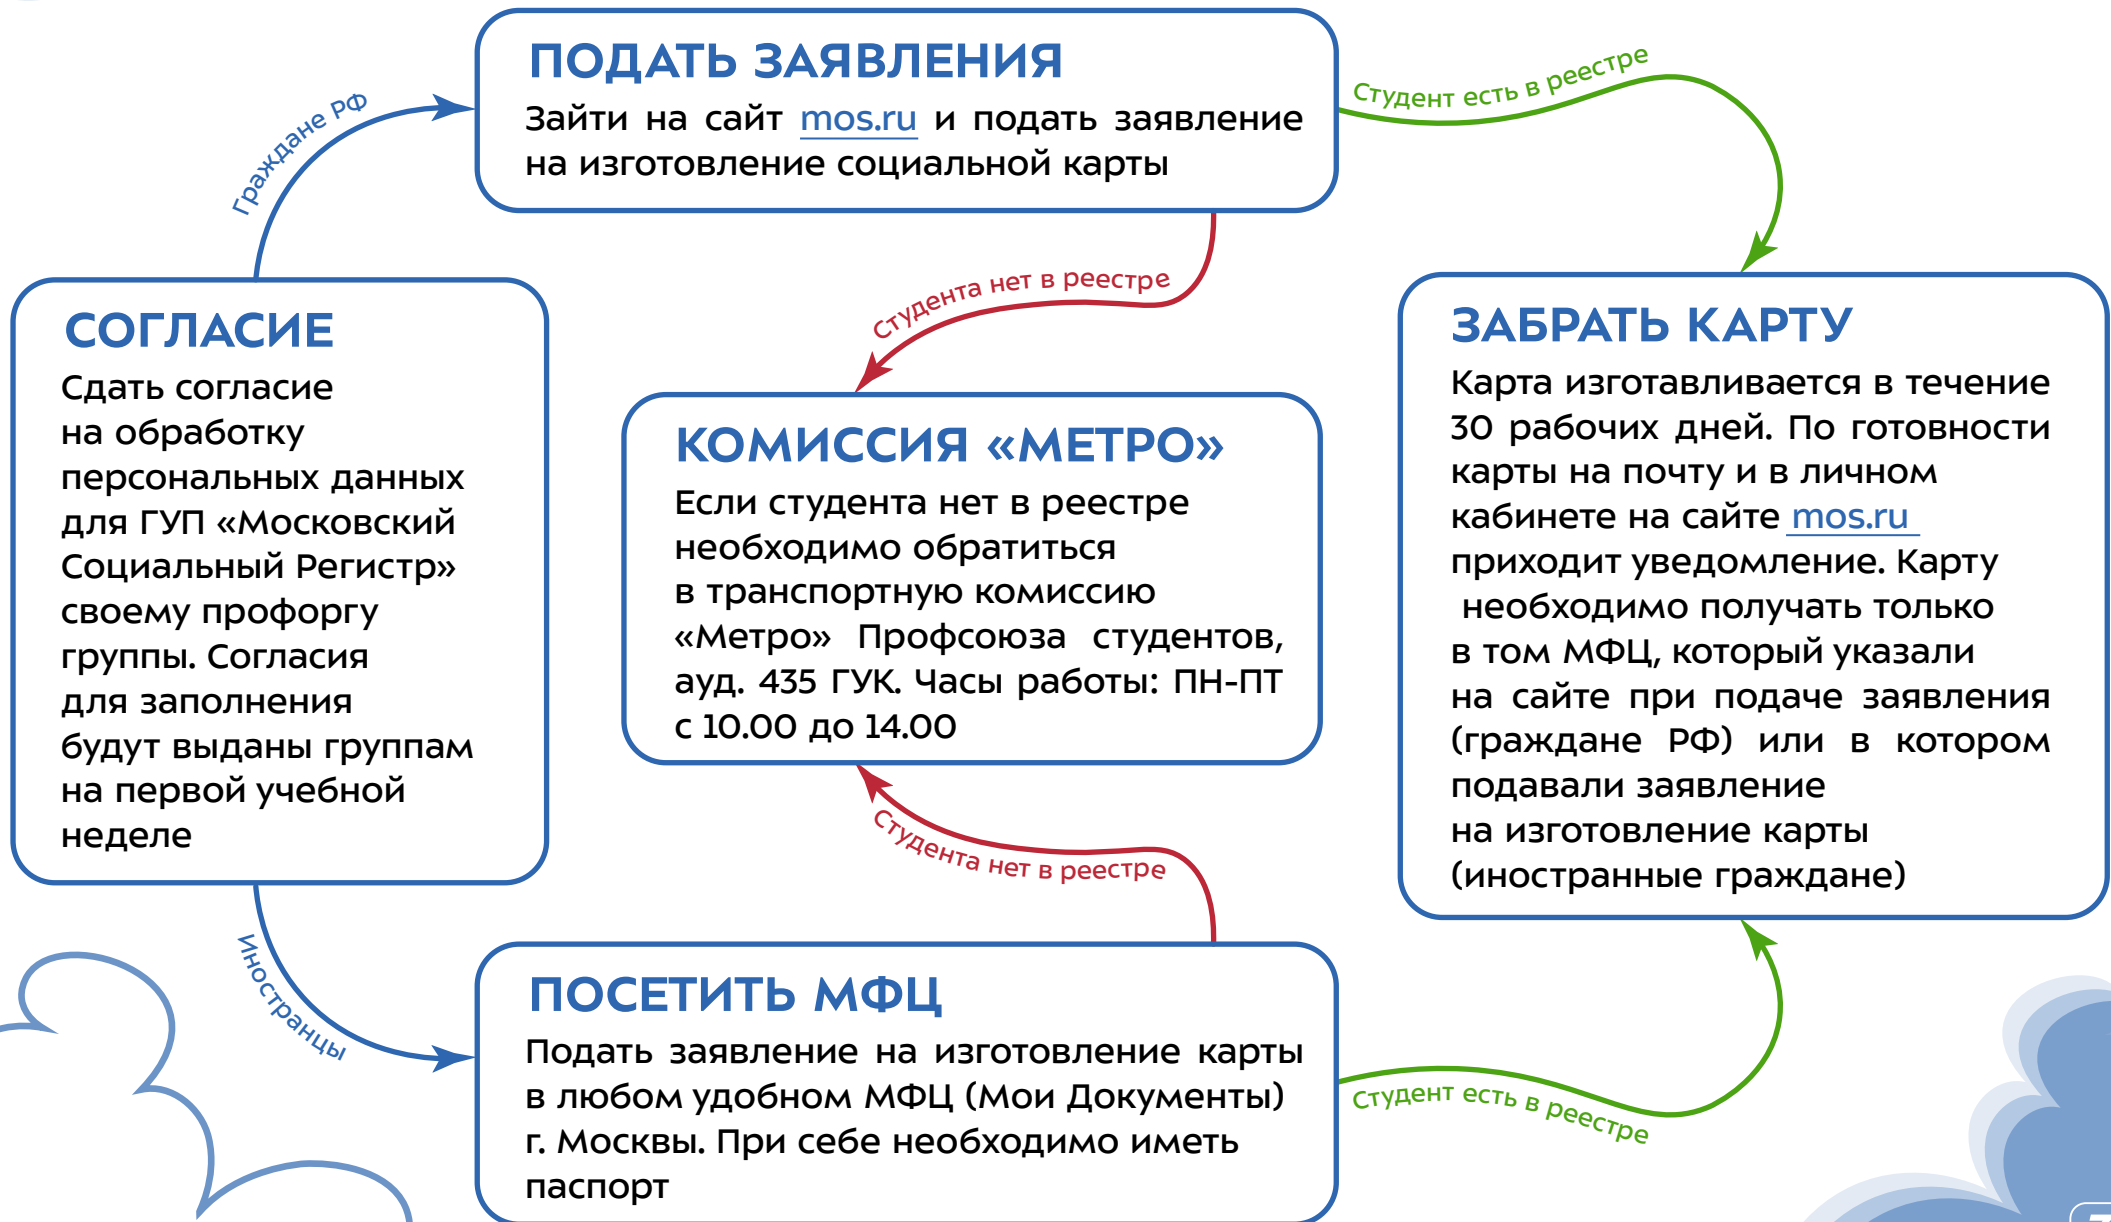 ПОДАТЬ ЗАЯВЛЕНИЯ
Зайти на сайт mos.ru и подать заявление
на изготовление социальной карты
Граждане РФ
Студент есть в реестре
Студента нет в реестре
СОГЛАСИЕ
Сдать согласие
на обработку
персональных данных
для ГУП «Московский
Социальный Регистр»
своему профоргу
группы. Согласия
для заполнения
будут выданы группам
на первой учебной
неделе
КОМИССИЯ «МЕТРО»
Если студента нет в реестре
необходимо обратиться
в транспортную комиссию
«Метро» Профсоюза студентов,
ауд. 435 ГУК. Часы работы: ПН-ПТ
с 10.00 до 14.00
ЗАБРАТЬ КАРТУ
Карта изготавливается в течение
30 рабочих дней. По готовности
карты на почту и в личном
кабинете на сайте mos.ru
приходит уведомление. Карту
необходимо получать только
в том МФЦ, который указали
на сайте при подаче заявления
(граждане РФ) или в котором
подавали заявление
на изготовление карты
(иностранные граждане)
Студента нет в реестре
Иностранцы
ПОСЕТИТЬ МФЦ
Подать заявление на изготовление карты
в любом удобном МФЦ (Мои Документы)
г. Москвы. При себе необходимо иметь
паспорт
Студент есть в реестре